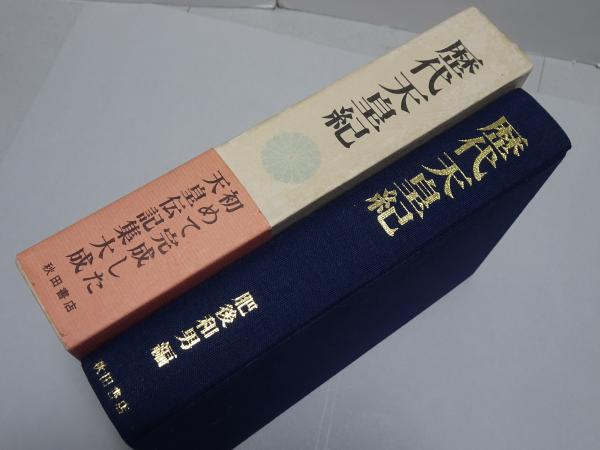 歴代天皇紀
初めて完成した
天皇伝記集大成
秋田書店
歴代天皇紀
肥後和男編
秋田書店